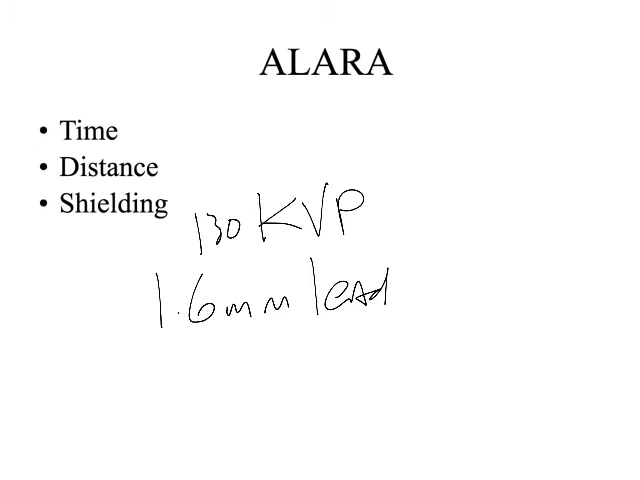 ALARA
• Time
• Distance
• Shielding
130 KVP
1.6mm lead